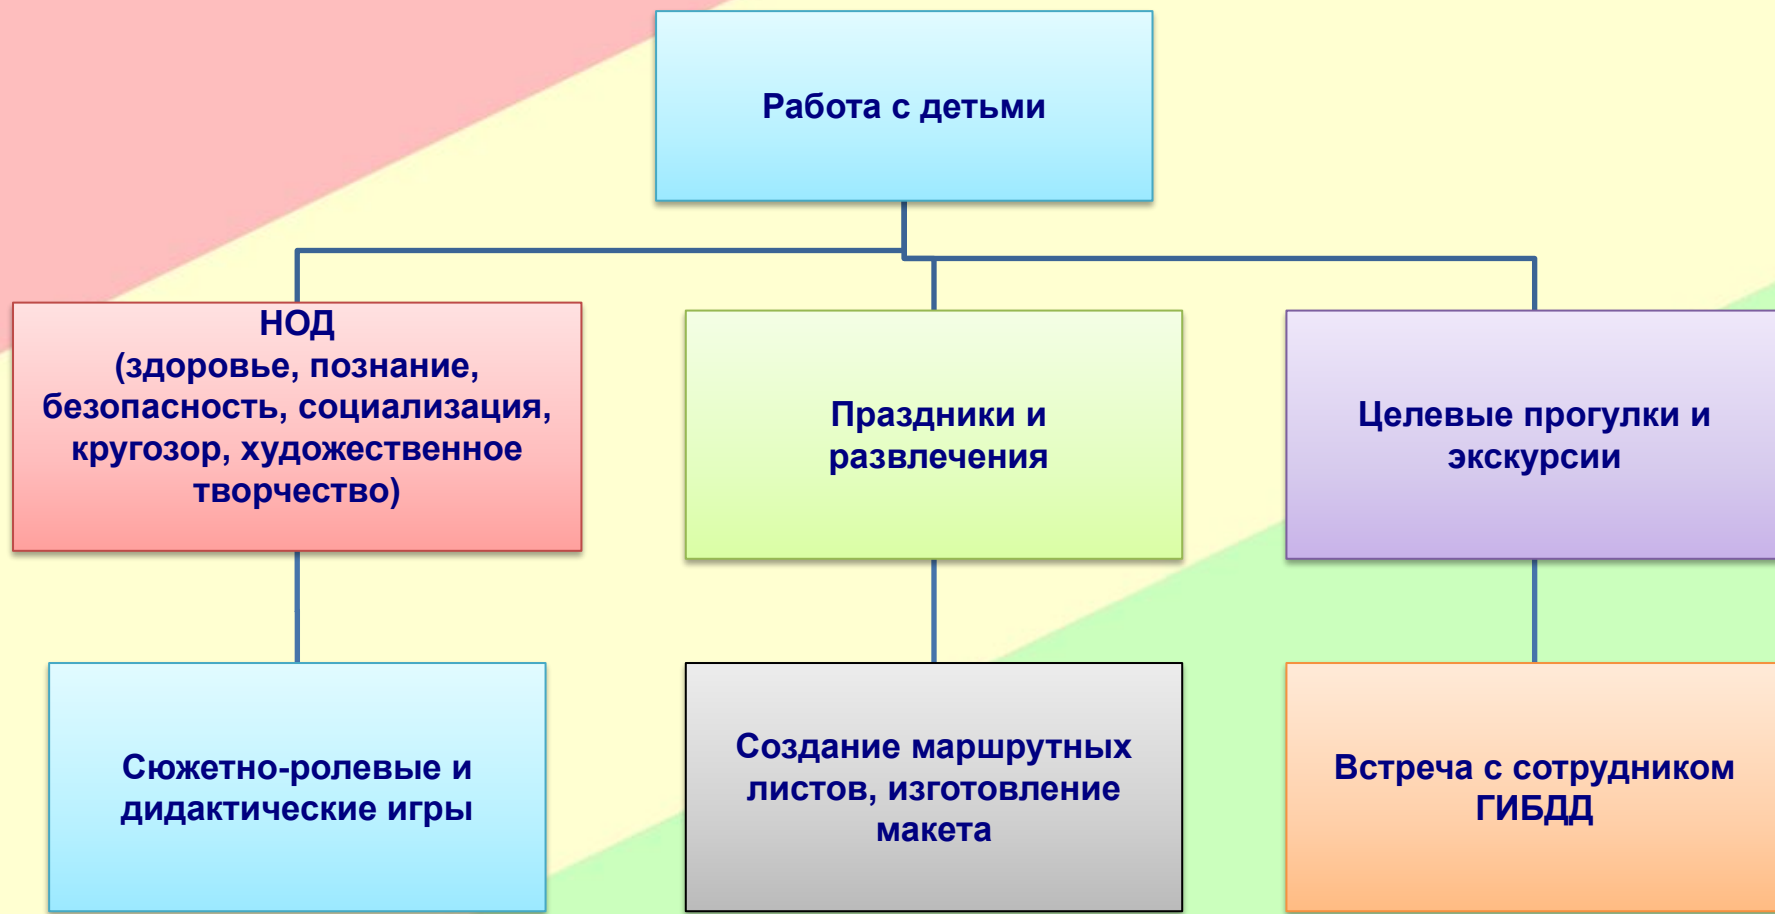 Работа с детьми
НОД
(здоровье, познание,
безопасность, социализация,
кругозор, художественное
творчество)
Праздники и
развлечения
Целевые прогулки и
экскурсии
Сюжетно-ролевые и
дидактические игры
Создание маршрутных
листов, изготовление
макета
Встреча с сотрудником
ГИБДД